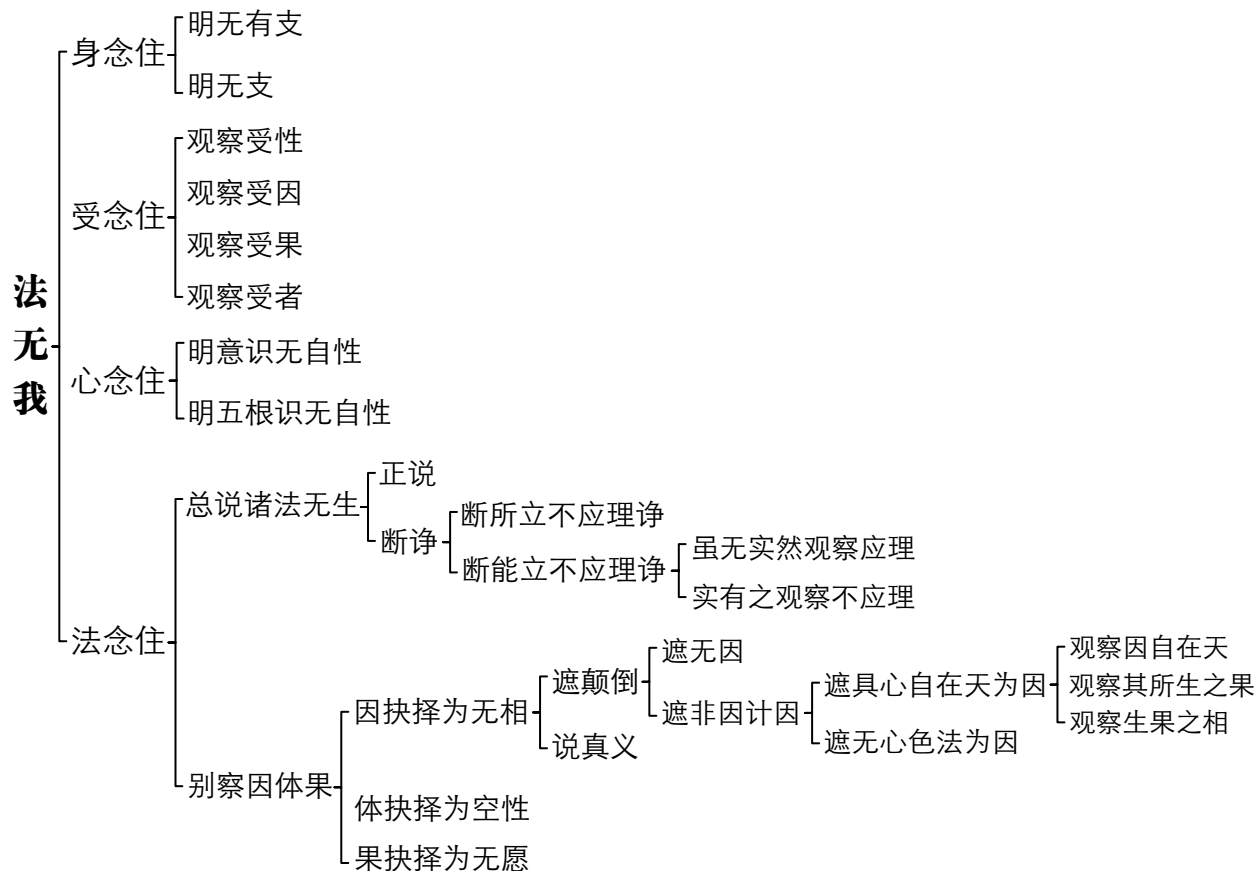 法无我
身念住
明无有支
明无支
受念住
观察受性
观察受因
观察受果
观察受者
心念住
明意识无自性
明五根识无自性
法念住
总说诸法无生
正说
断诤
断所立不应理诤
断能立不应理诤
虽无实然观察应理
实有之观察不应理
别察因体果
因抉择为无相
遮颠倒
遮无因
遮非因计因
遮具心自在天为因
观察因自在天
观察其所生之果
观察生果之相
遮无心色法为因
说真义
体抉择为空性
果抉择为无愿